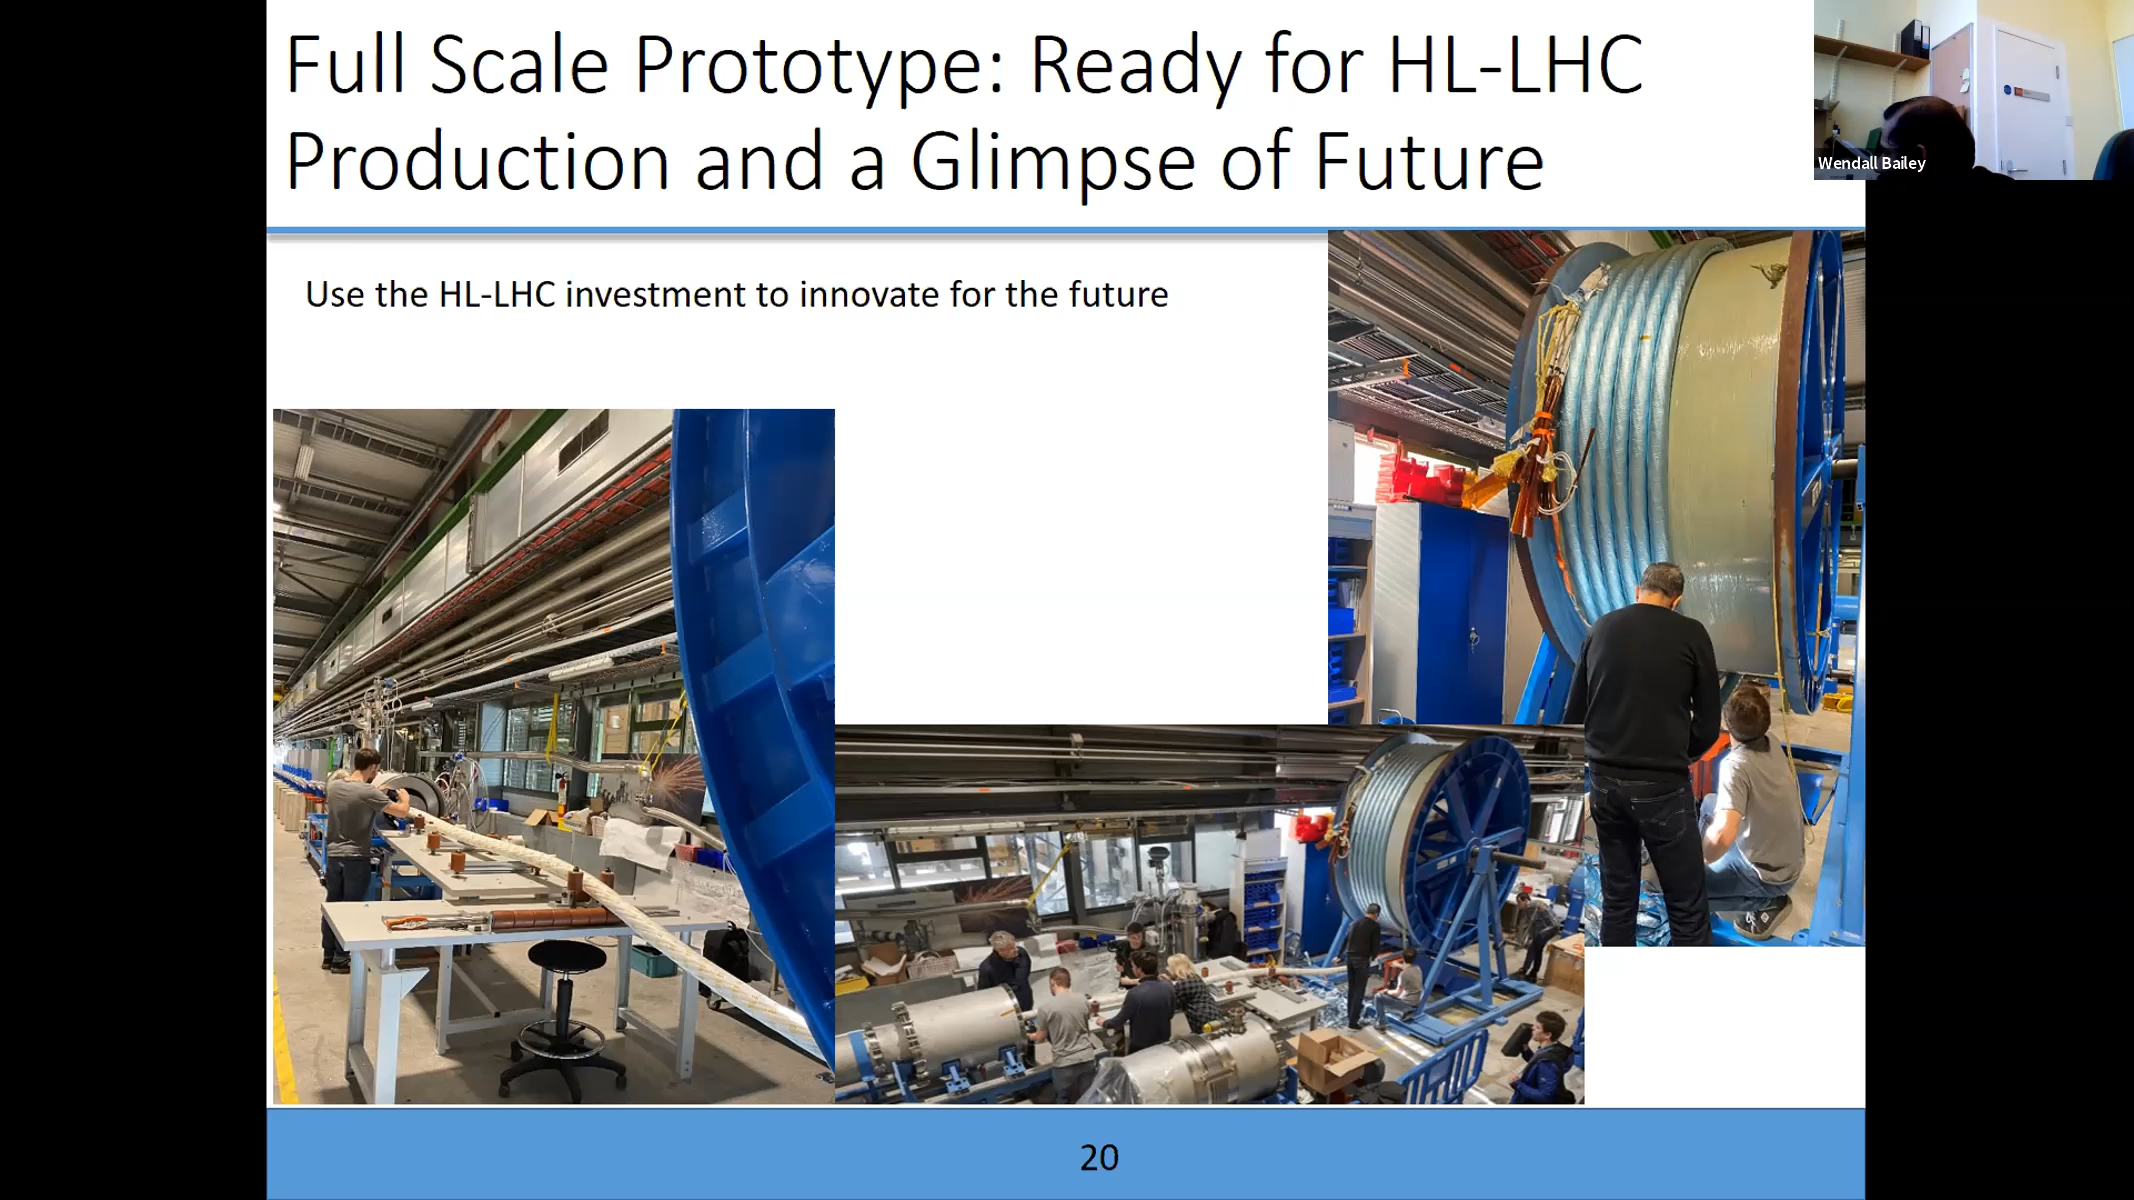 Full Scale Prototype: Ready for HL-LHC
Production and a Glimpse of Future
Wendall Bailey
Use the HL-LHC investment to innovate for the future
20